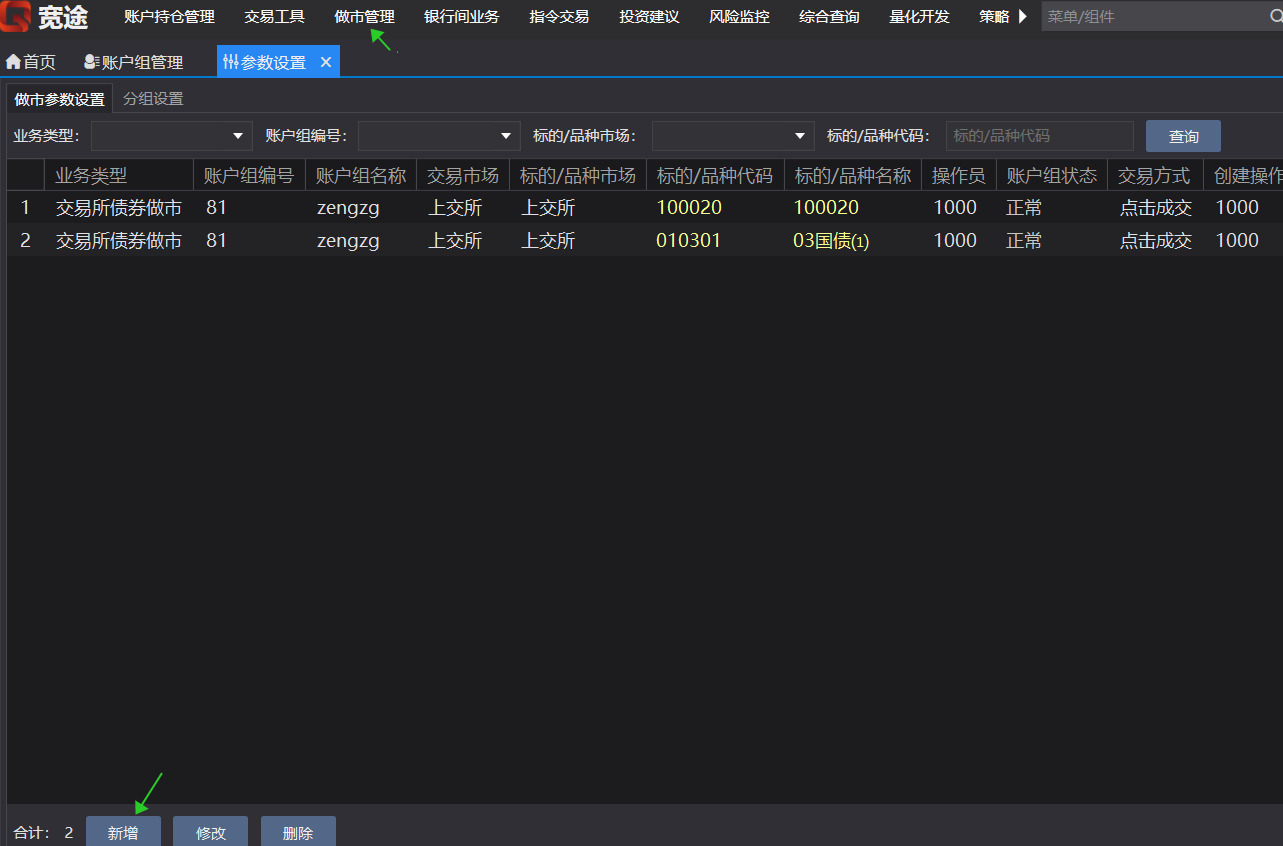 宽途 账户持仓管理 交易工具 做市管理 银行间业务 指令交易 投资建议 风险监控 综合查询 量化开发 策略 菜单/组件
首页 账户组管理 参数设置
做市参数设置 分组设置
业务类型: 账户组编号: 标的/品种市场: 标的/品种代码: 标的/品种代码 查询
业务类型 账户组编号 账户组名称 交易市场 标的/品种市场 标的/品种代码 标的/品种名称 操作员 账户组状态 交易方式 创建操作
1 交易所债券做市 81 zengzg 上交所 上交所 100020 100020 1000 正常 点击成交 1000
2 交易所债券做市 81 zengzg 上交所 上交所 010301 03国债(1) 1000 正常 点击成交 1000
合计: 2 新增 修改 删除